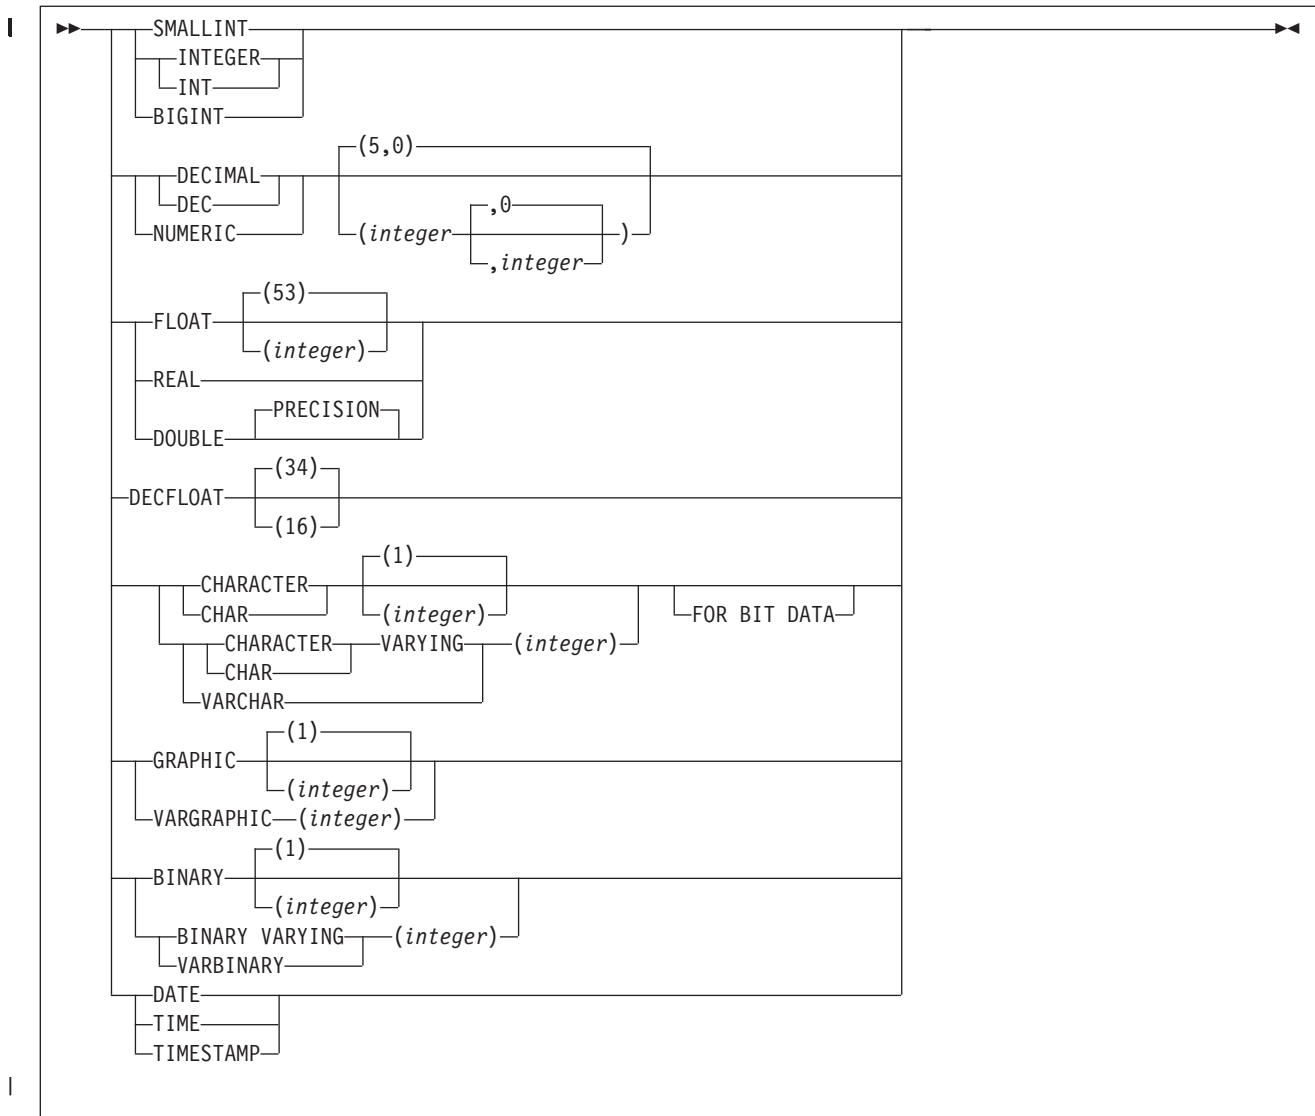 SMALLINT
INTEGER
INT
BIGINT
(5,0)
DECIMAL
DEC
,0
NUMERIC (integer )
,integer
(53)
FLOAT
(integer)
REAL
PRECISION
DOUBLE
(34)
DECFLOAT
(16)
(1)
CHARACTER
CHAR (integer) FOR BIT DATA
CHARACTER VARYING (integer)
CHAR
VARCHAR
(1)
GRAPHIC
(integer)
VARGRAPHIC (integer)
(1)
BINARY
(integer)
BINARY VARYING (integer)
VARBINARY
DATE
TIME
TIMESTAMP